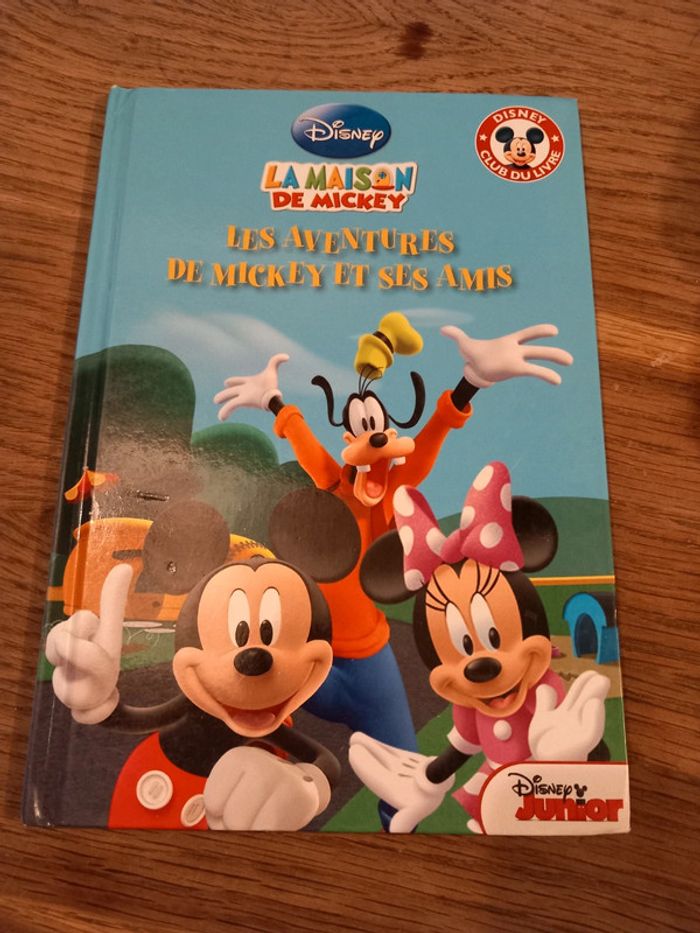 Disney
DISNEY
CLUB DU LIVRE
LA MAISON
DE MICKEY
LES AVENTURES
DE MICKEY ET SES AMIS
Disney
Junior